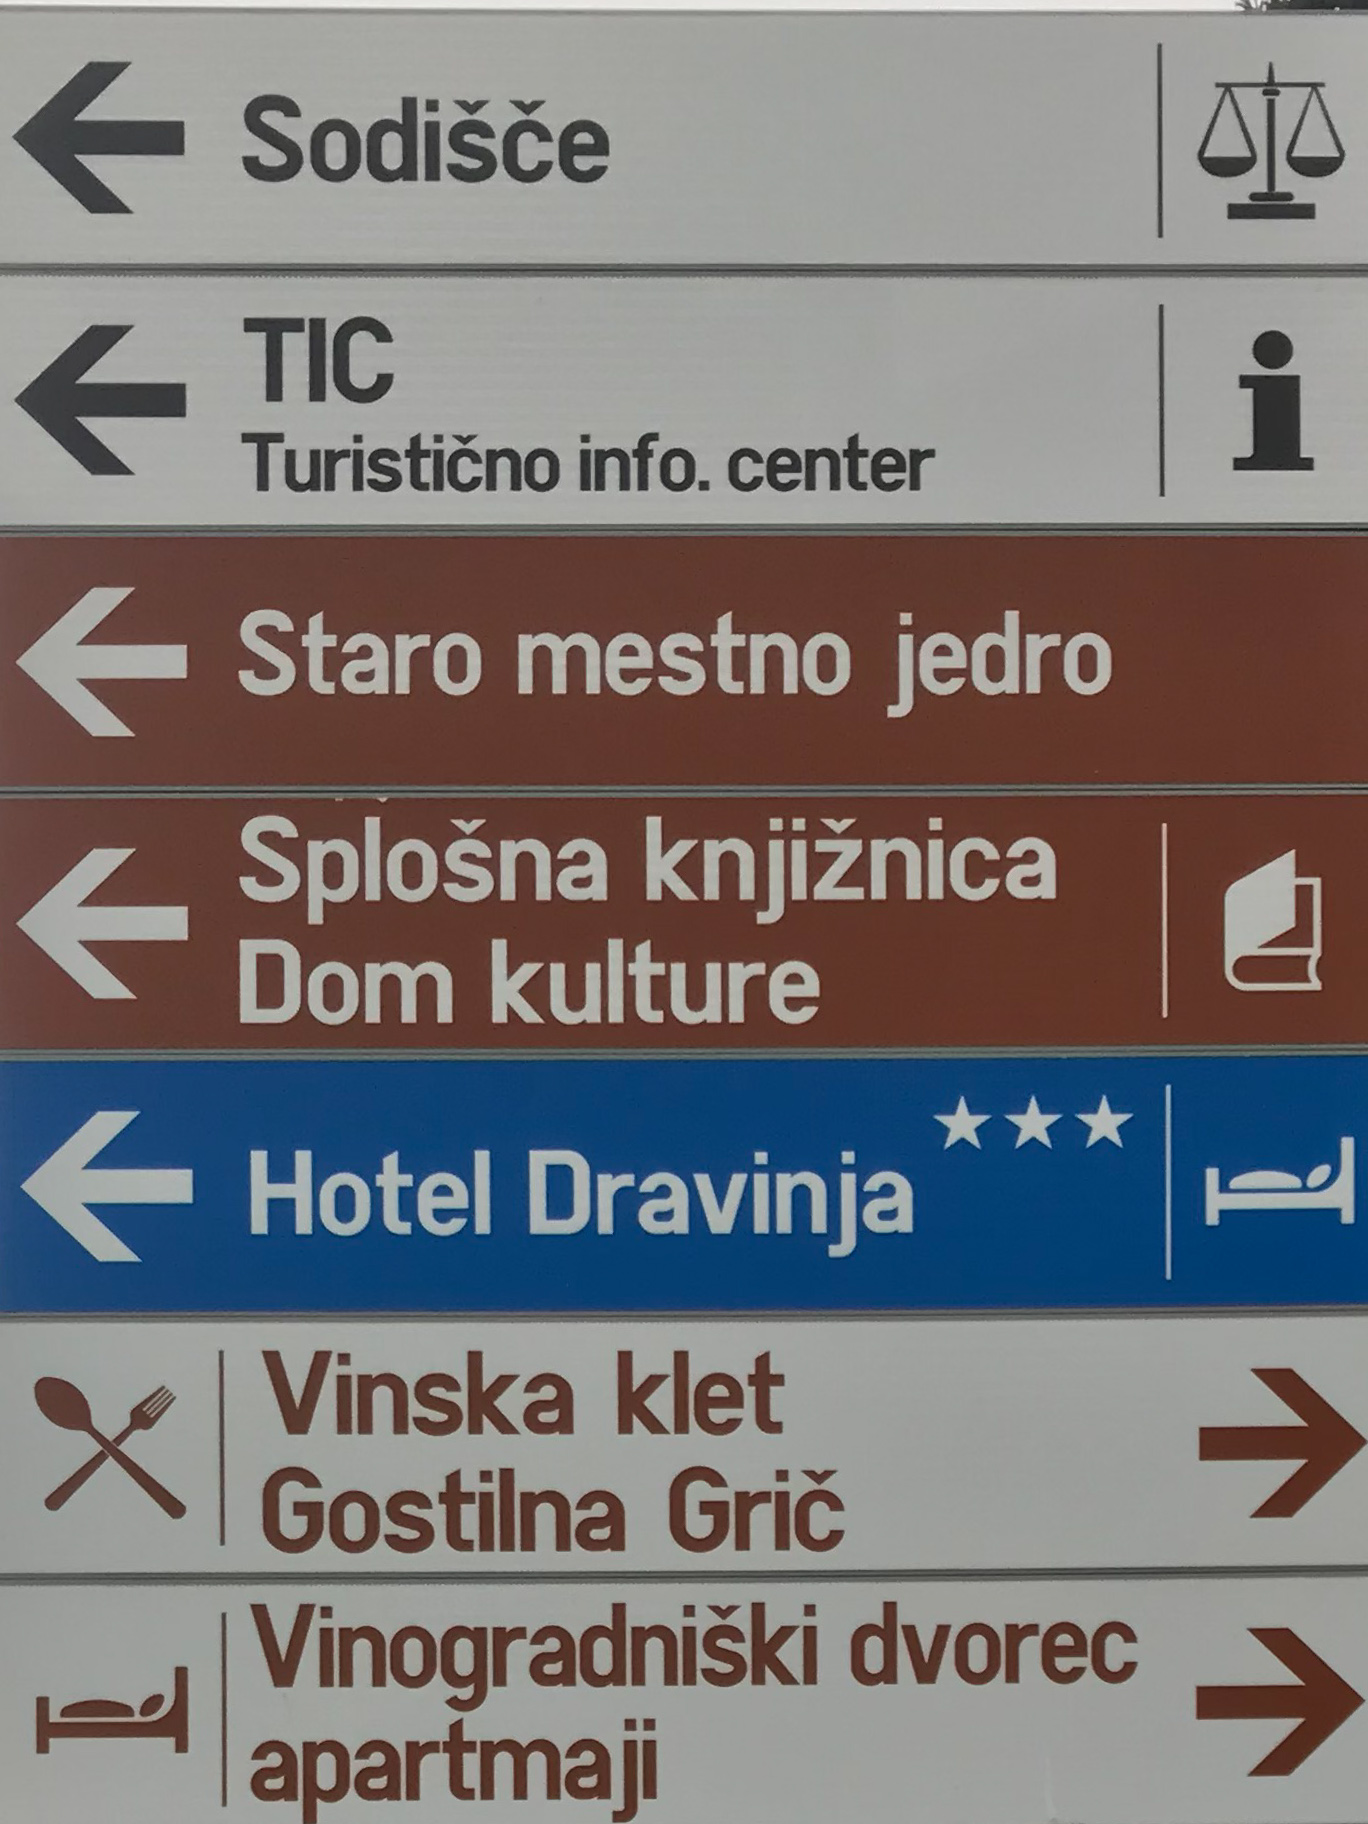 Sodišče
TIC
Turistično info. center
Staro mestno jedro
Splošna knjižnica
Dom kulture
Hotel Dravinja ★★★
Vinska klet
Gostilna Grič
Vinogradniški dvorec
apartmaji